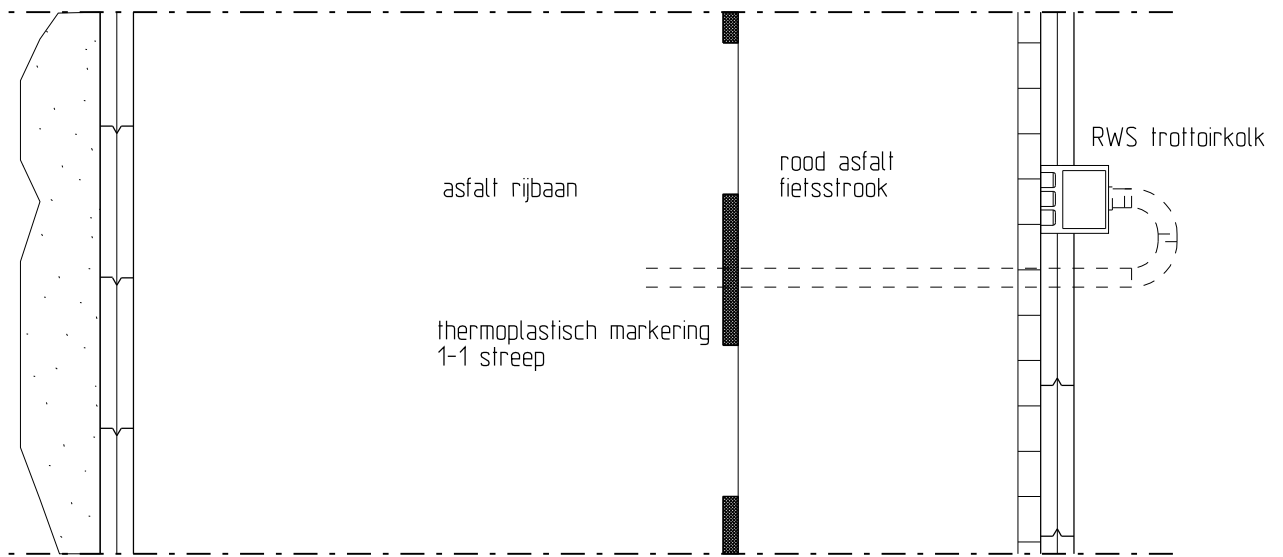 RWS trottoirkolk
rood asfalt
fietsstrook
asfalt rijbaan
thermoplastisch markering
1-1 streep